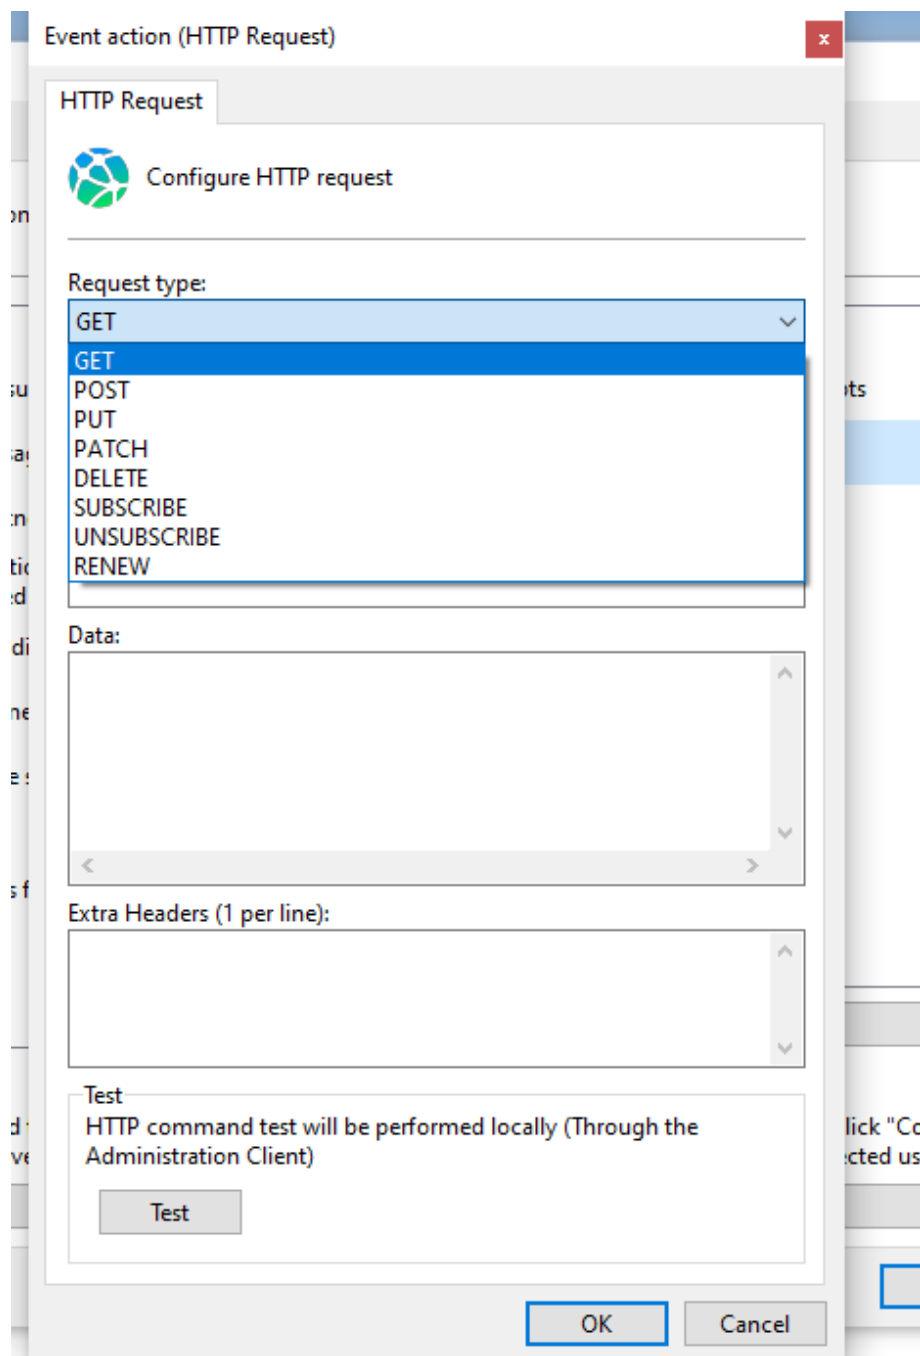 Event action (HTTP Request)
x
HTTP Request
Configure HTTP request
Request type:
GET
GET
POST
PUT
PATCH
DELETE
SUBSCRIBE
UNSUBSCRIBE
RENEW
Data:
Extra Headers (1 per line):
Test
HTTP command test will be performed locally (Through the
Administration Client)
Test
OK
Cancel